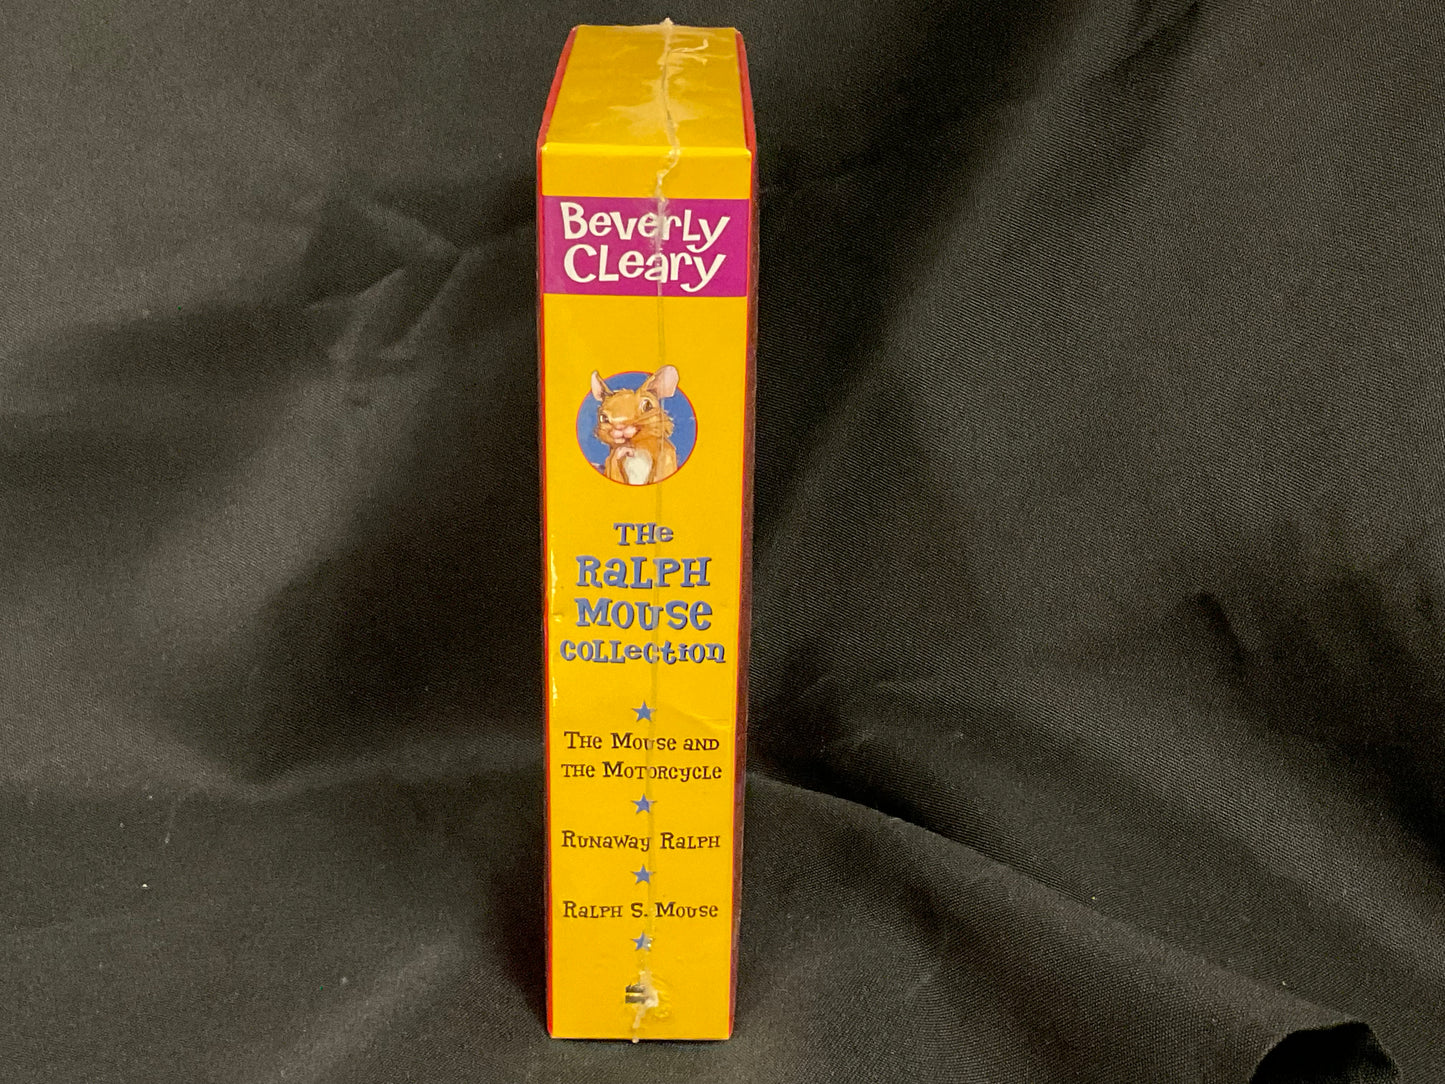 Beverly
Cleary
The
Ralph
Mouse
Collection
The Mouse and
the Motorcycle
Runaway Ralph
Ralph S. Mouse